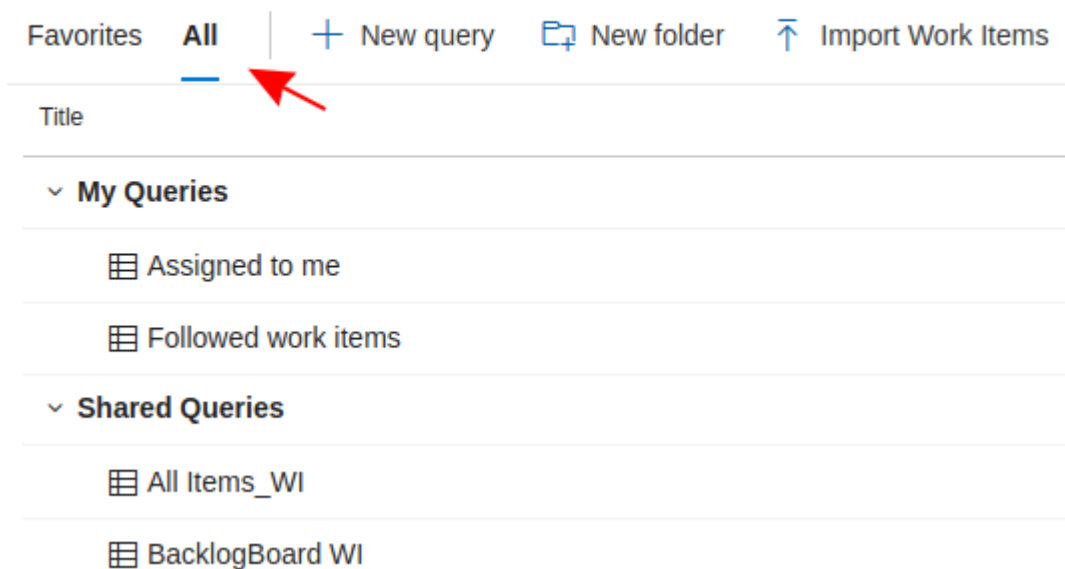 Favorites All New query New folder Import Work Items
Title
My Queries
Assigned to me
Followed work items
Shared Queries
All Items_WI
BacklogBoard WI